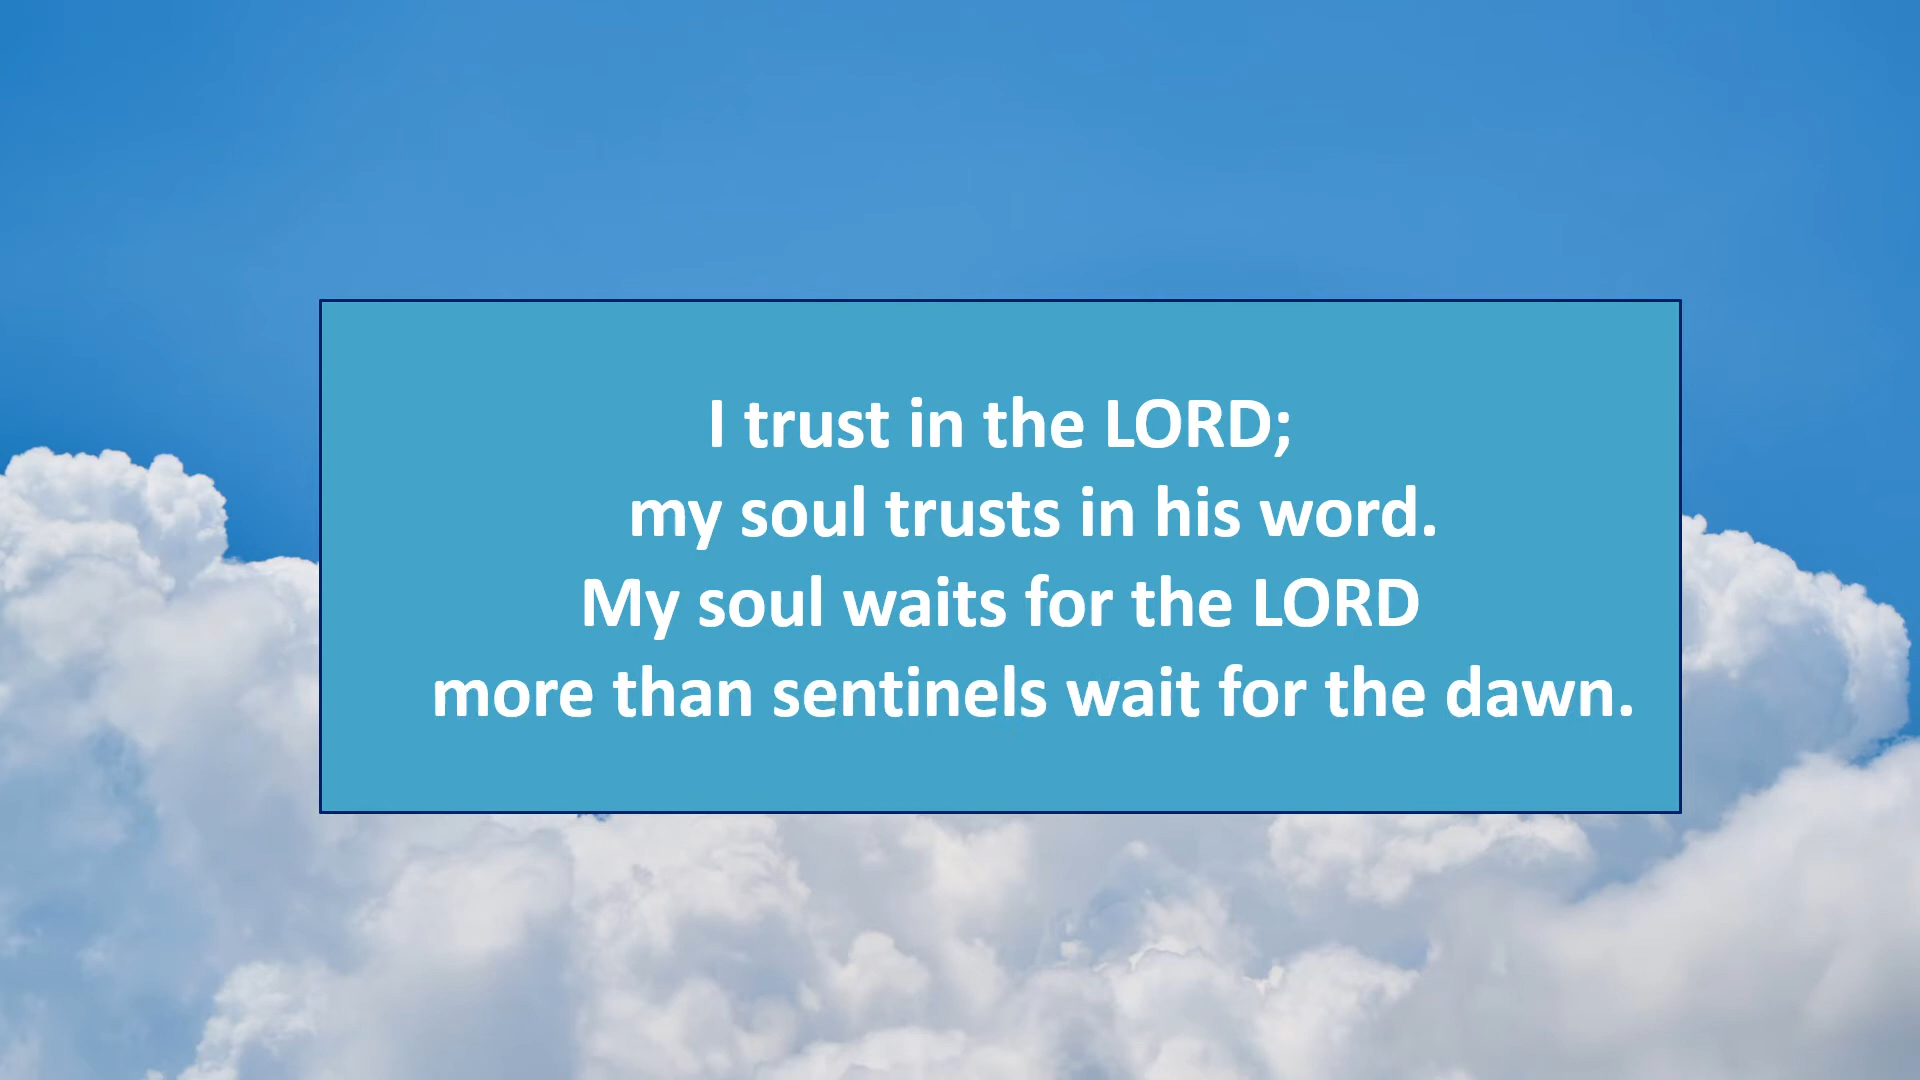 I trust in the LORD;
my soul trusts in his word.
My soul waits for the LORD
more than sentinels wait for the dawn.